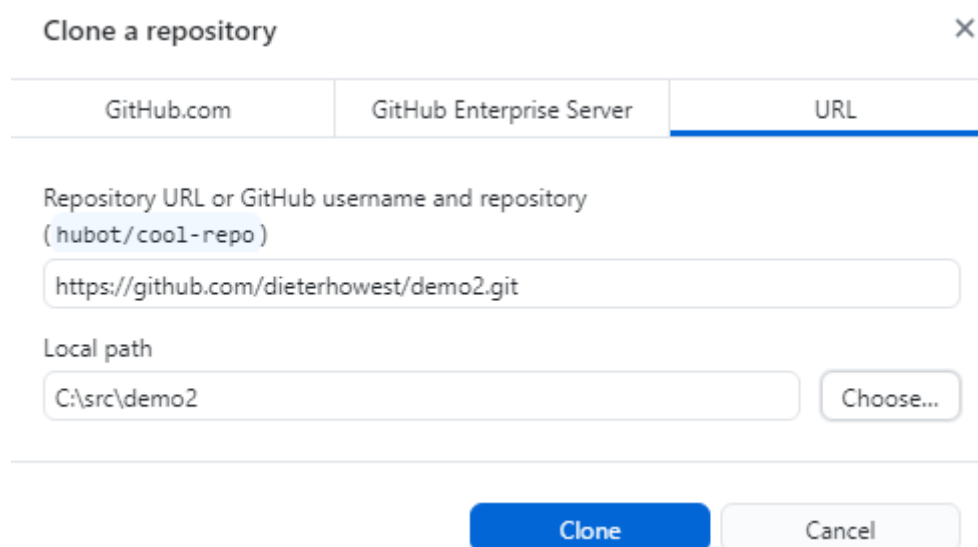 Clone a repository
GitHub.com
GitHub Enterprise Server
URL
Repository URL or GitHub username and repository
(hubot/cool-repo)
https://github.com/dieterhowest/demo2.git
Local path
C:\src\demo2
Choose...
Clone
Cancel